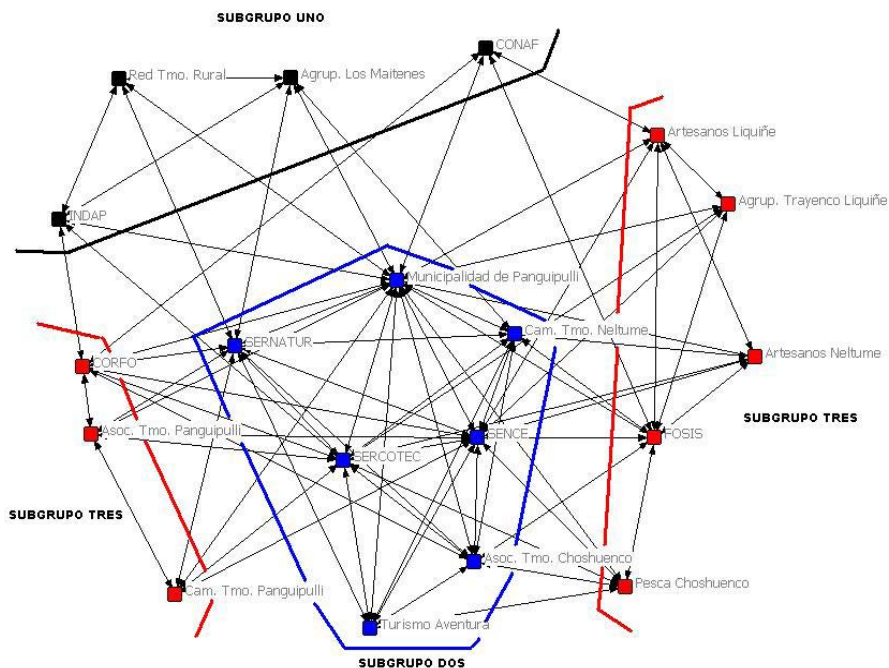 SUBGRUPO UNO
CONAF
Red Tmo. Rural
Agrup. Los Maitenes
Artesanos Liquiñe
Agrup. Trayenco Liquiñe
INDAP
Municipalidad de Panguipulli
Cam. Tmo. Neltume
SERNATUR
Artesanos Neltume
CORFO
SUBGRUPO TRES
Asoc. Tmo. Panguipulli
SENCE
FOSIS
SERCOTEC
SUBGRUPO TRES
Asoc. Tmo. Choshuenco
Pesca Choshuenco
Cam. Tmo. Panguipulli
Turismo Aventura
SUBGRUPO DOS